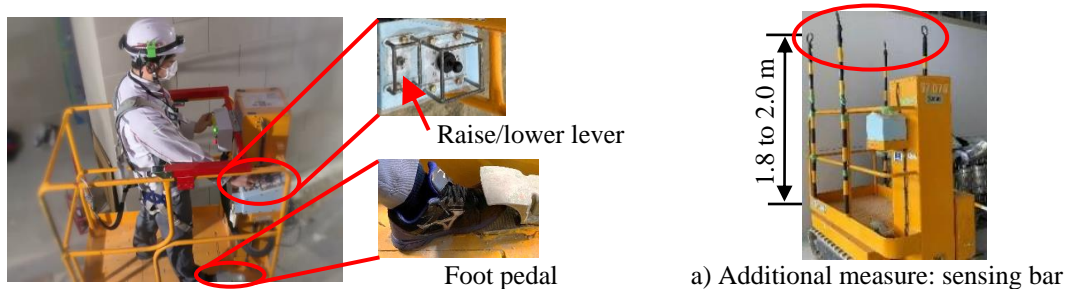 Raise/lower lever
Foot pedal
1.8 to 2.0 m
a) Additional measure: sensing bar